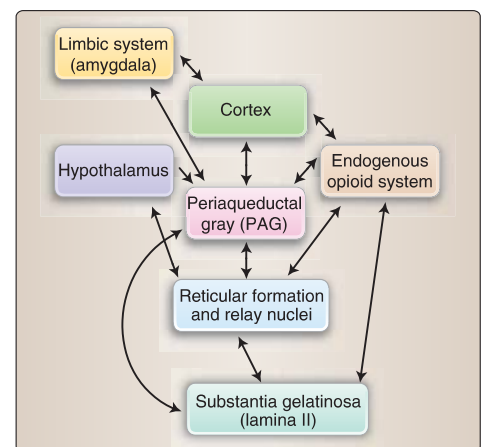 Limbic system
(amygdala)
Cortex
Hypothalamus
Endogenous
opioid system
Periaqueductal
gray (PAG)
Reticular formation
and relay nuclei
Substantia gelatinosa
(lamina II)